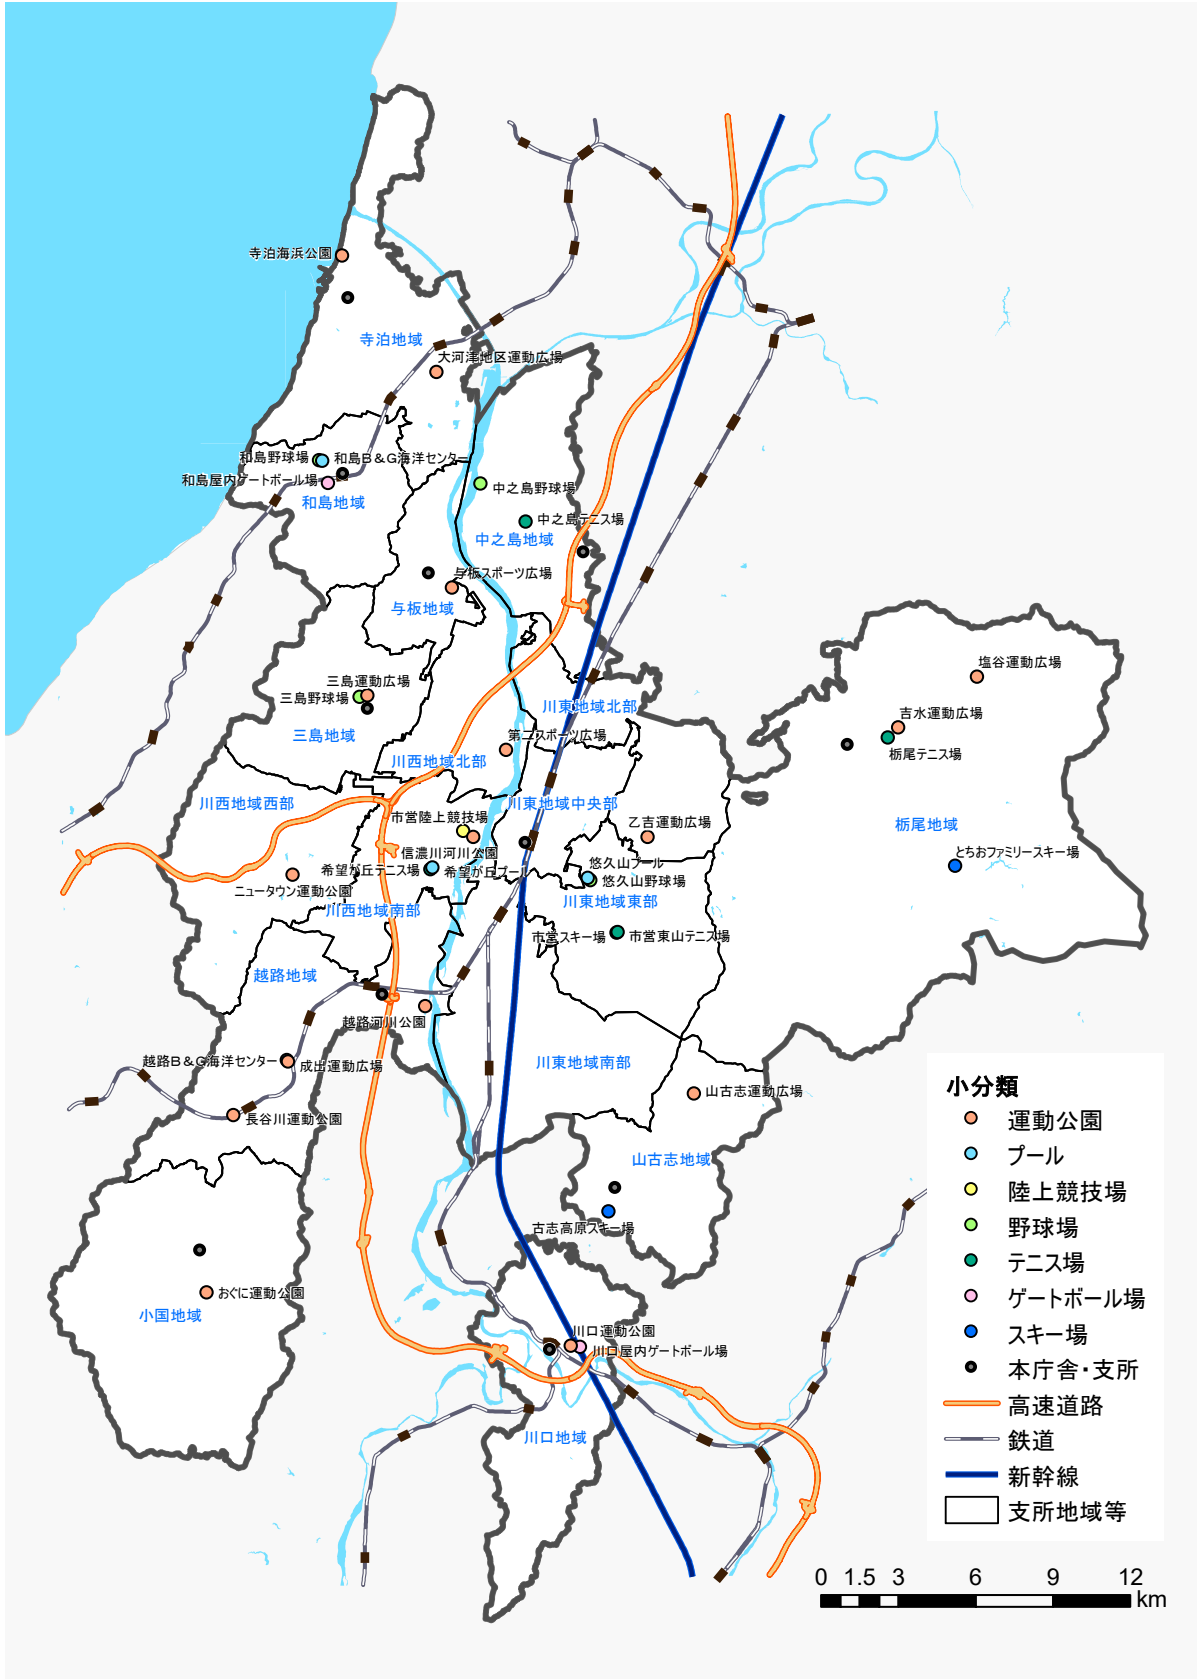 寺泊海浜公園
寺泊地域
大河津地区運動広場
和島野球場
和島B&G海洋センター
和島屋内ゲートボール場
和島地域
中之島野球場
中之島テニス場
中之島地域
与板スポーツ広場
与板地域
塩谷運動広場
三島運動広場
三島野球場
川東地域北部
吉水運動広場
三島地域
第二スポーツ広場
栃尾テニス場
川西地域北部
川西地域西部
川東地域中央部
市営陸上競技場
乙吉運動広場
栃尾地域
信濃川河川公園
とちおファミリースキー場
希望が丘テニス場
希望が丘プール
悠久山プール
悠久山野球場
ニュータウン運動公園
川東地域東部
川西地域南部
市営スキー場
市営東山テニス場
越路地域
越路河川公園
越路B&G海洋センター
成出運動広場
川東地域南部
山古志運動広場
長谷川運動公園
山古志地域
古志高原スキー場
おぐに運動公園
小国地域
川口運動公園
川口屋内ゲートボール場
川口地域
小分類
運動公園
プール
陸上競技場
野球場
テニス場
ゲートボール場
スキー場
本庁舎・支所
高速道路
鉄道
新幹線
支所地域等
0 1.5 3 6 9 12
km